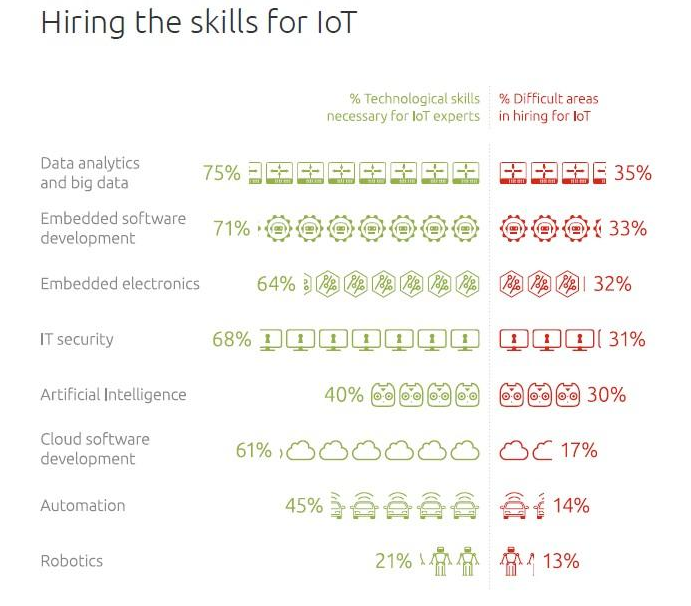 Hiring the skills for IoT
% Technological skills
necessary for IoT experts
% Difficult areas
in hiring for IoT
Data analytics
and big data
75%
35%
Embedded software
development
71%
33%
Embedded electronics
64%
32%
IT security
68%
31%
Artificial Intelligence
40%
30%
Cloud software
development
61%
17%
Automation
45%
14%
Robotics
21%
13%